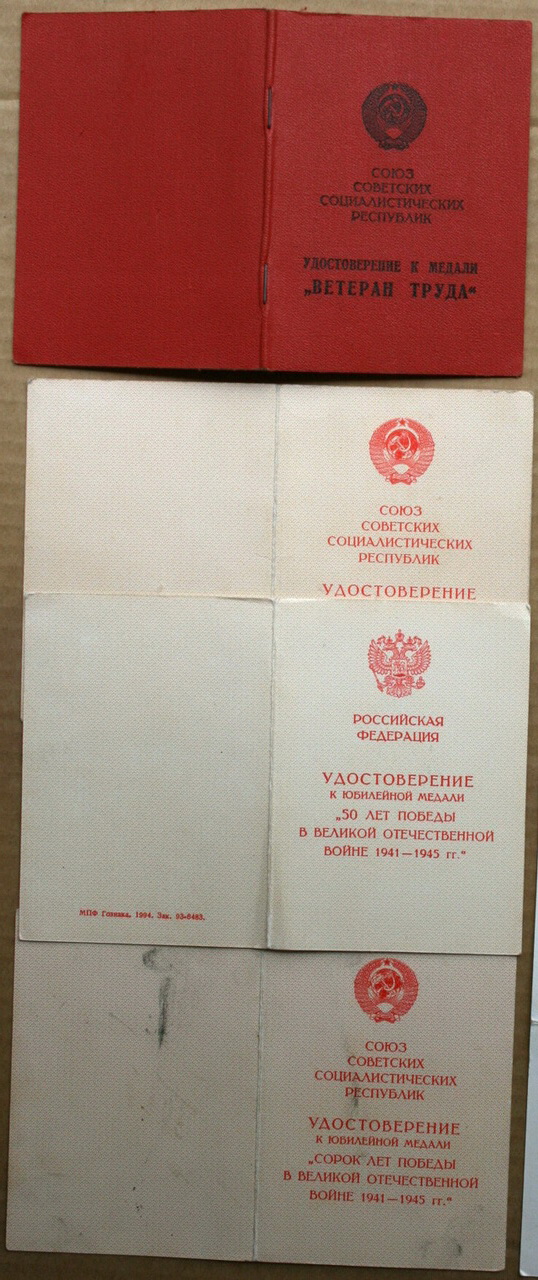 СОЮЗ
СОВЕТСКИХ
СОЦИАЛИСТИЧЕСКИХ
РЕСПУБЛИК
УДОСТОВЕРЕНИЕ К МЕДАЛИ
„ВЕТЕРАН ТРУДА“
СОЮЗ
СОВЕТСКИХ
СОЦИАЛИСТИЧЕСКИХ
РЕСПУБЛИК
УДОСТОВЕРЕНИЕ
РОССИЙСКАЯ
ФЕДЕРАЦИЯ
УДОСТОВЕРЕНИЕ
К ЮБИЛЕЙНОЙ МЕДАЛИ
„50 ЛЕТ ПОБЕДЫ
В ВЕЛИКОЙ ОТЕЧЕСТВЕННОЙ
ВОЙНЕ 1941—1945 гг.“
МПФ Гознака. 1994. Зак. 93-6483.
СОЮЗ
СОВЕТСКИХ
СОЦИАЛИСТИЧЕСКИХ
РЕСПУБЛИК
УДОСТОВЕРЕНИЕ
К ЮБИЛЕЙНОЙ МЕДАЛИ
„СОРОК ЛЕТ ПОБЕДЫ
В ВЕЛИКОЙ ОТЕЧЕСТВЕННОЙ
ВОЙНЕ 1941—1945 гг.“